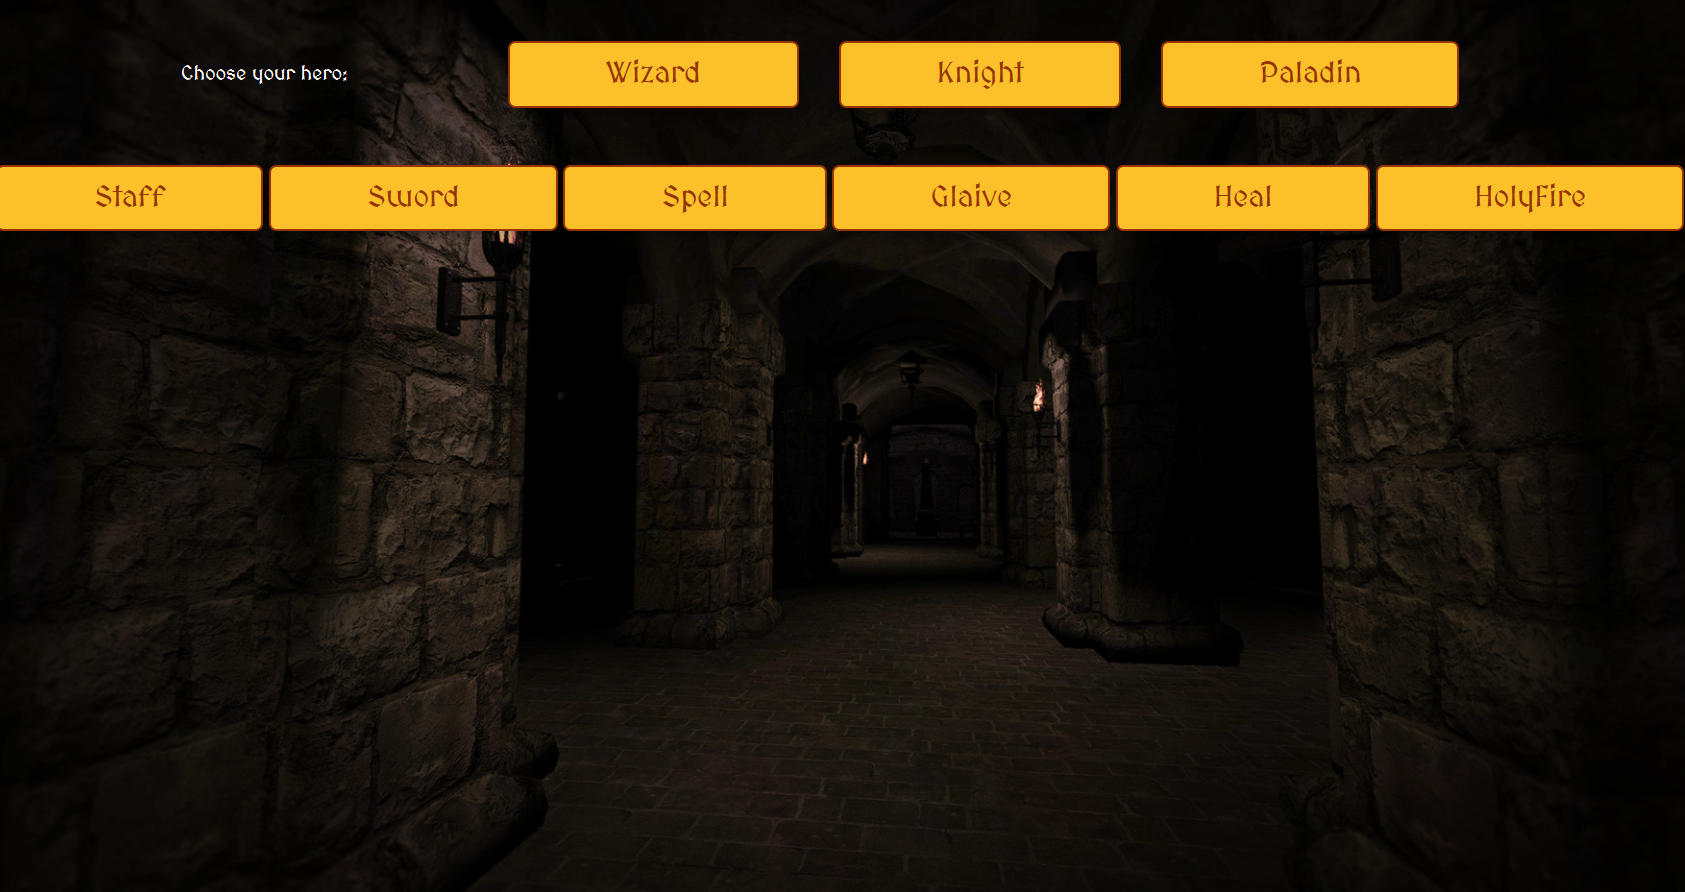 Choose your hero:
Wizard
Knight
Paladin
Staff
Sword
Spell
Glaive
Heal
HolyFire